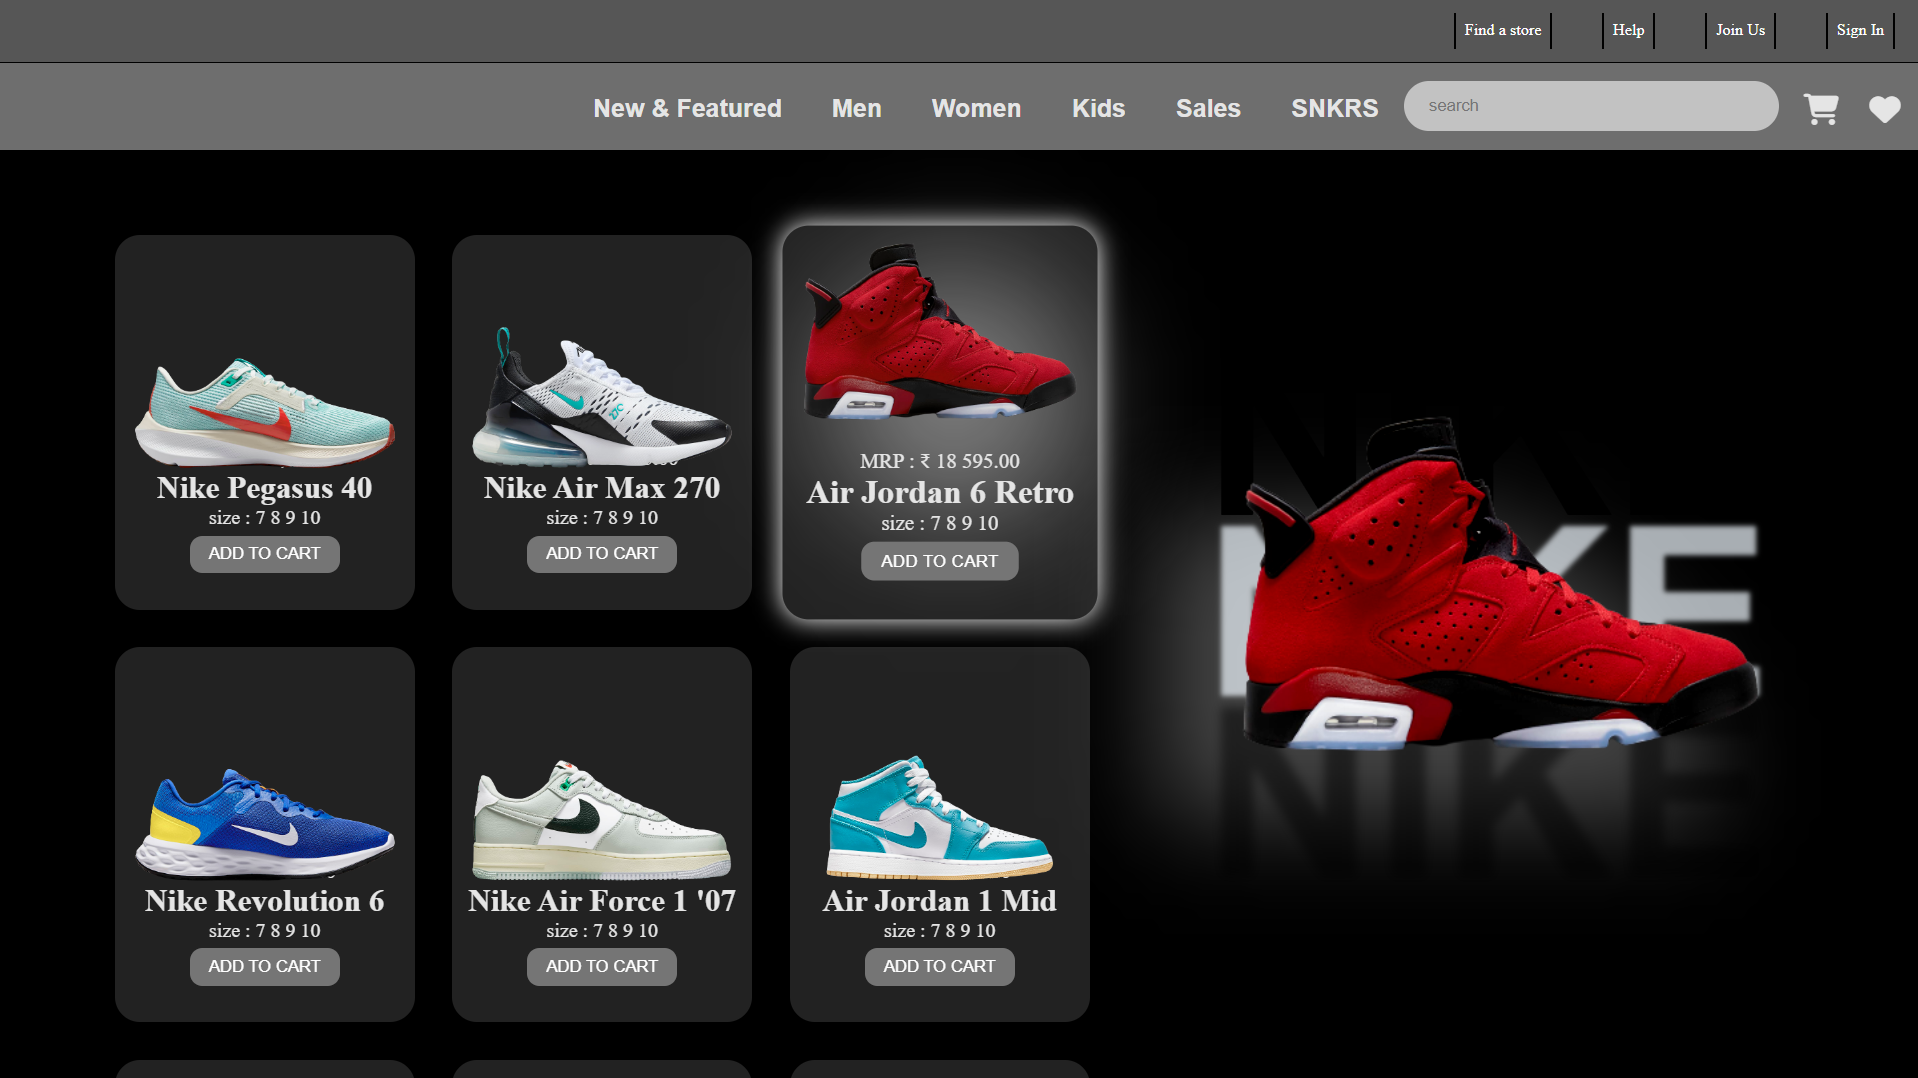 Find a store
Help
Join Us
Sign In
New & Featured
Men
Women
Kids
Sales
SNKRS
search
Nike Pegasus 40
size : 7 8 9 10
ADD TO CART
Nike Air Max 270
size : 7 8 9 10
ADD TO CART
MRP : ₹ 18 595.00
Air Jordan 6 Retro
size : 7 8 9 10
ADD TO CART
NIKE
Nike Revolution 6
size : 7 8 9 10
ADD TO CART
Nike Air Force 1 '07
size : 7 8 9 10
ADD TO CART
Air Jordan 1 Mid
size : 7 8 9 10
ADD TO CART
NIKE